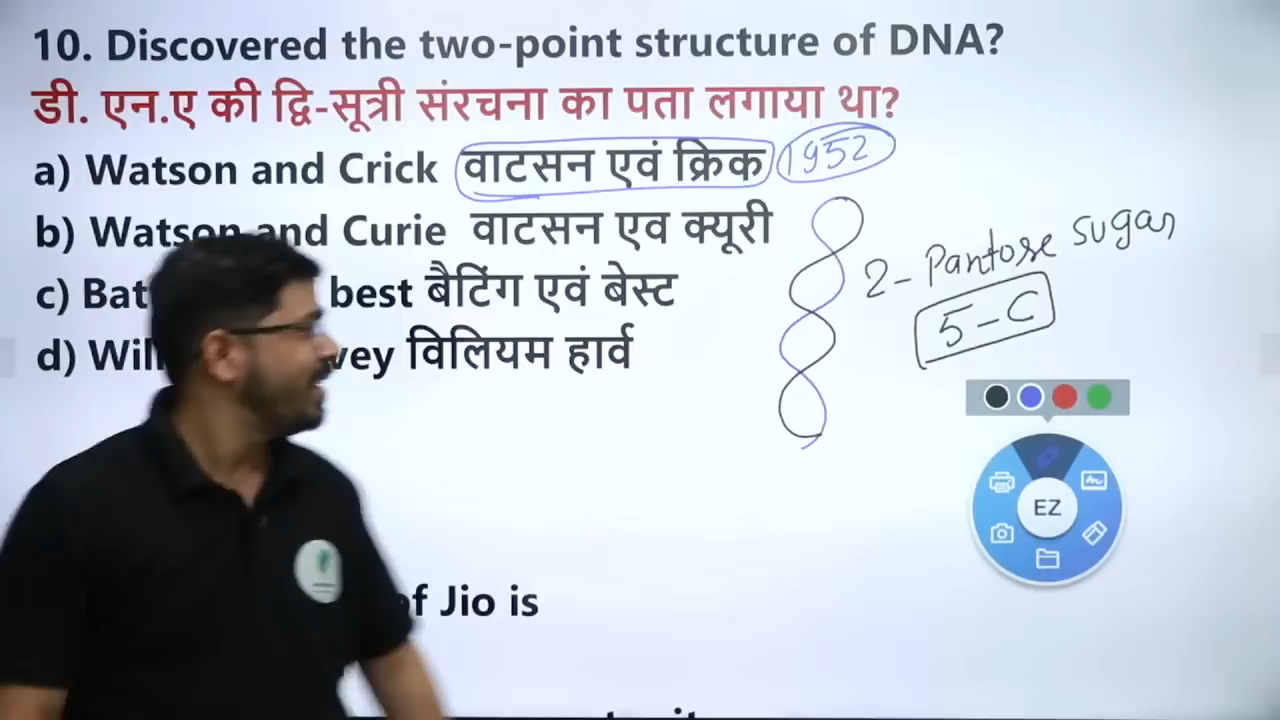 10. Discovered the two-point structure of DNA?
डी. एन.ए की द्वि-सूत्री संरचना का पता लगाया था?
a) Watson and Crick वाटसन एवं क्रिक 1952
b) Watson and Curie वाटसन एव क्यूरी
2-Pantose sugar
c) Bat best बैटिंग एवं बेस्ट
5-C
d) Wil vey विलियम हार्व
EZ
of Jio is